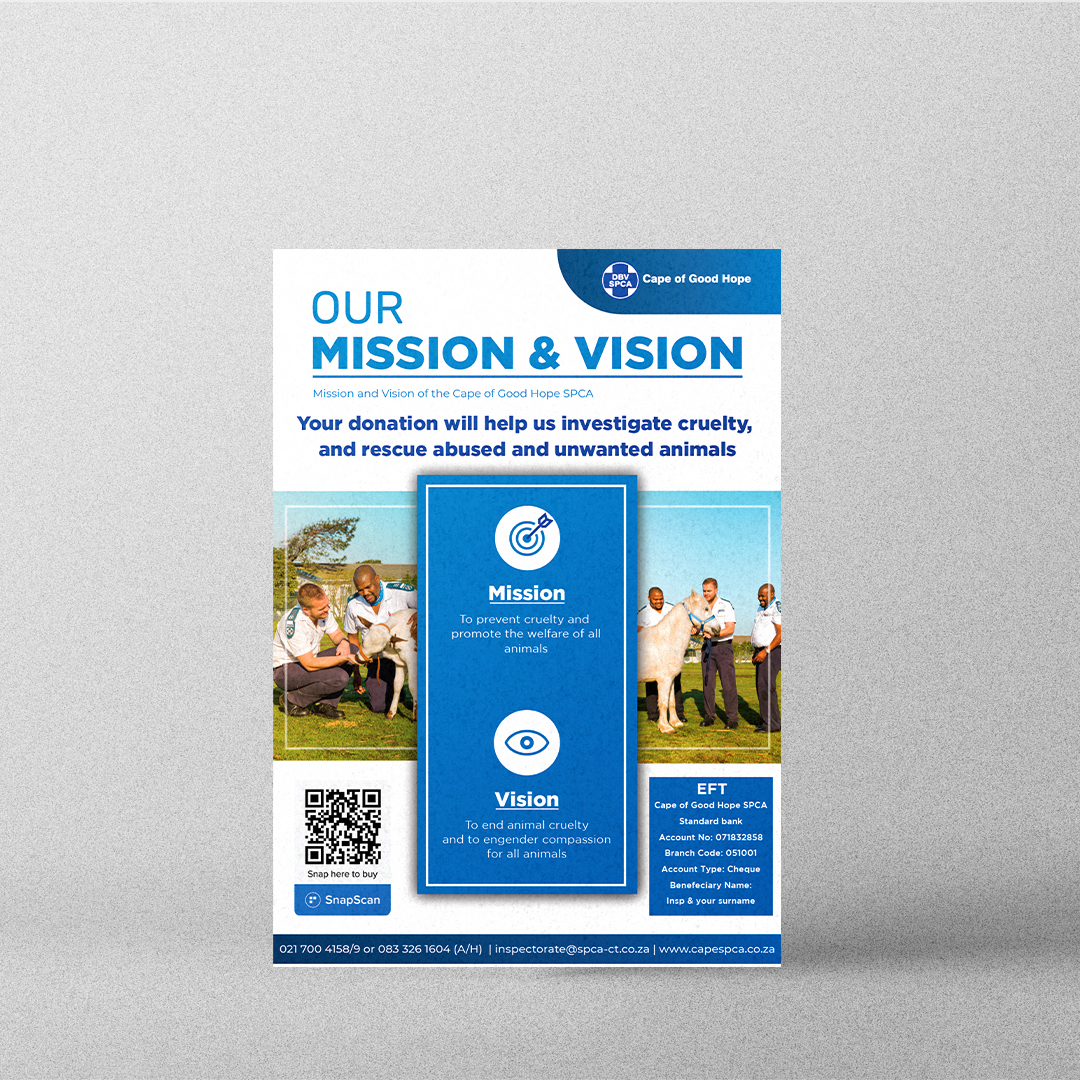 DBV
SPCA
Cape of Good Hope
OUR
MISSION & VISION
Mission and Vision of the Cape of Good Hope SPCA
Your donation will help us investigate cruelty,
and rescue abused and unwanted animals
Mission
To prevent cruelty and
promote the welfare of all
animals
Vision
To end animal cruelty
and to engender compassion
for all animals
Snap here to buy
SnapScan
EFT
Cape of Good Hope SPCA
Standard bank
Account No: 071832858
Branch Code: 051001
Account Type: Cheque
Benefeciary Name:
Insp & your surname
021 700 4158/9 or 083 326 1604 (A/H) | inspectorate@spca-ct.co.za | www.capespca.co.za